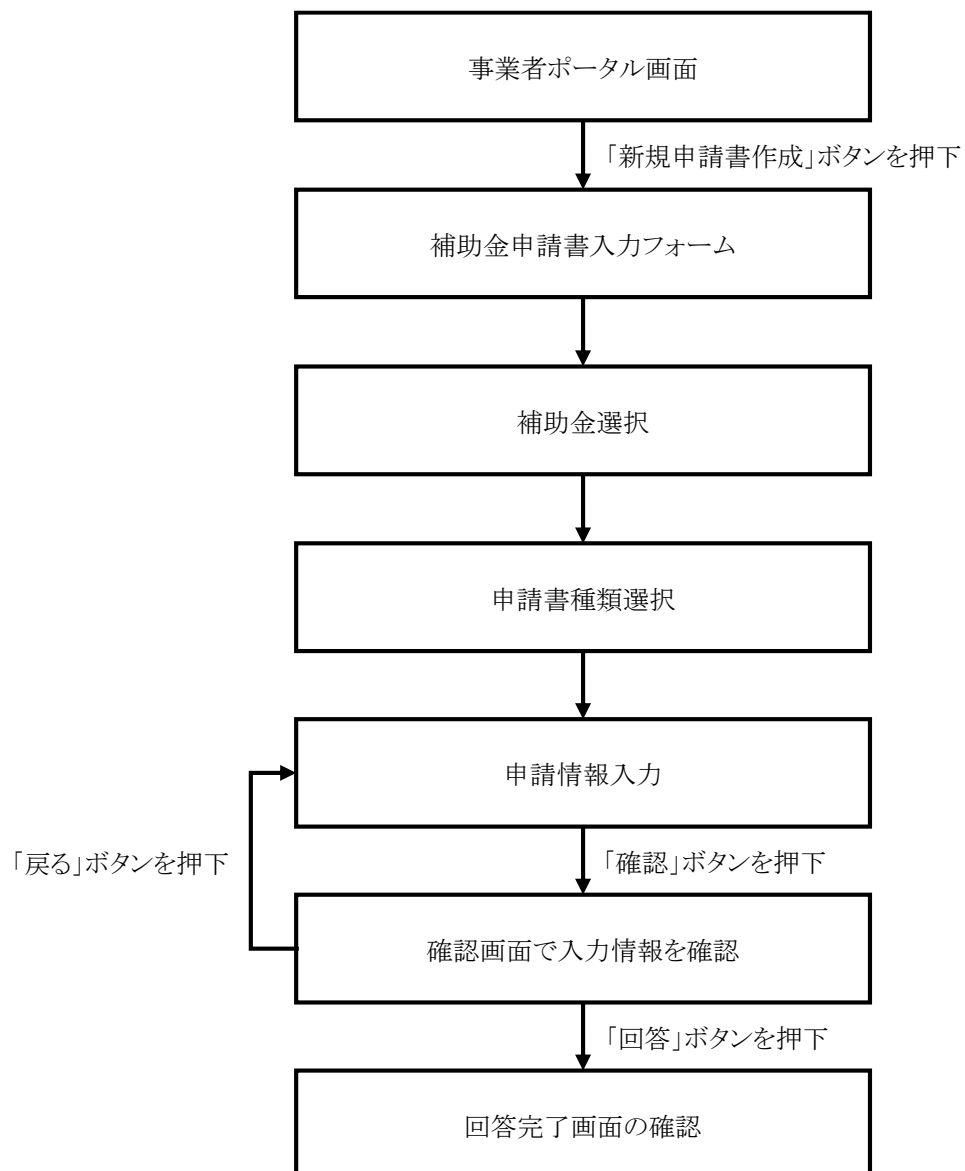 事業者ポータル画面
「新規申請書作成」ボタンを押下
補助金申請書入力フォーム
補助金選択
申請書種類選択
申請情報入力
「戻る」ボタンを押下
「確認」ボタンを押下
確認画面で入力情報を確認
「回答」ボタンを押下
回答完了画面の確認